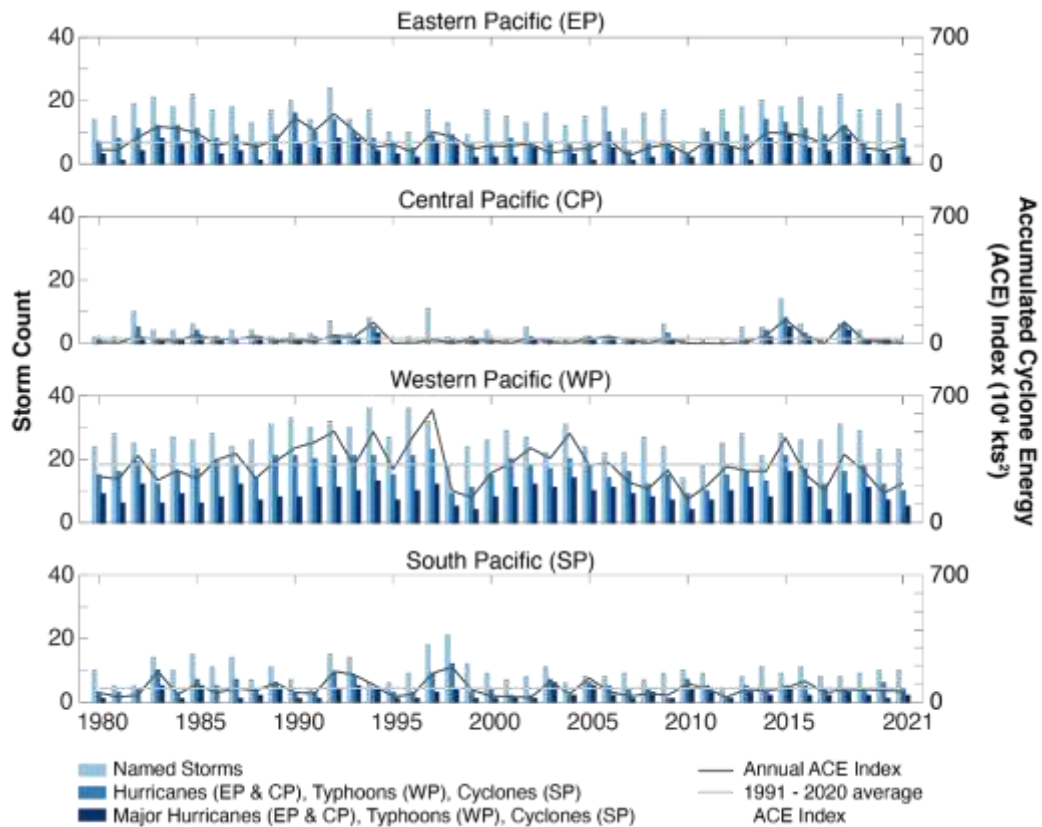 Eastern Pacific (EP)
40
20
0
700
0
Central Pacific (CP)
40
20
0
700
0
Western Pacific (WP)
40
20
0
700
0
South Pacific (SP)
40
20
0
700
0
1980 1985 1990 1995 2000 2005 2010 2015 2021
Storm Count
Accumulated Cyclone Energy
(ACE) Index (10⁴ kts²)
Named Storms
Hurricanes (EP & CP), Typhoons (WP), Cyclones (SP)
Major Hurricanes (EP & CP), Typhoons (WP), Cyclones (SP)
Annual ACE Index
1991 - 2020 average
ACE Index